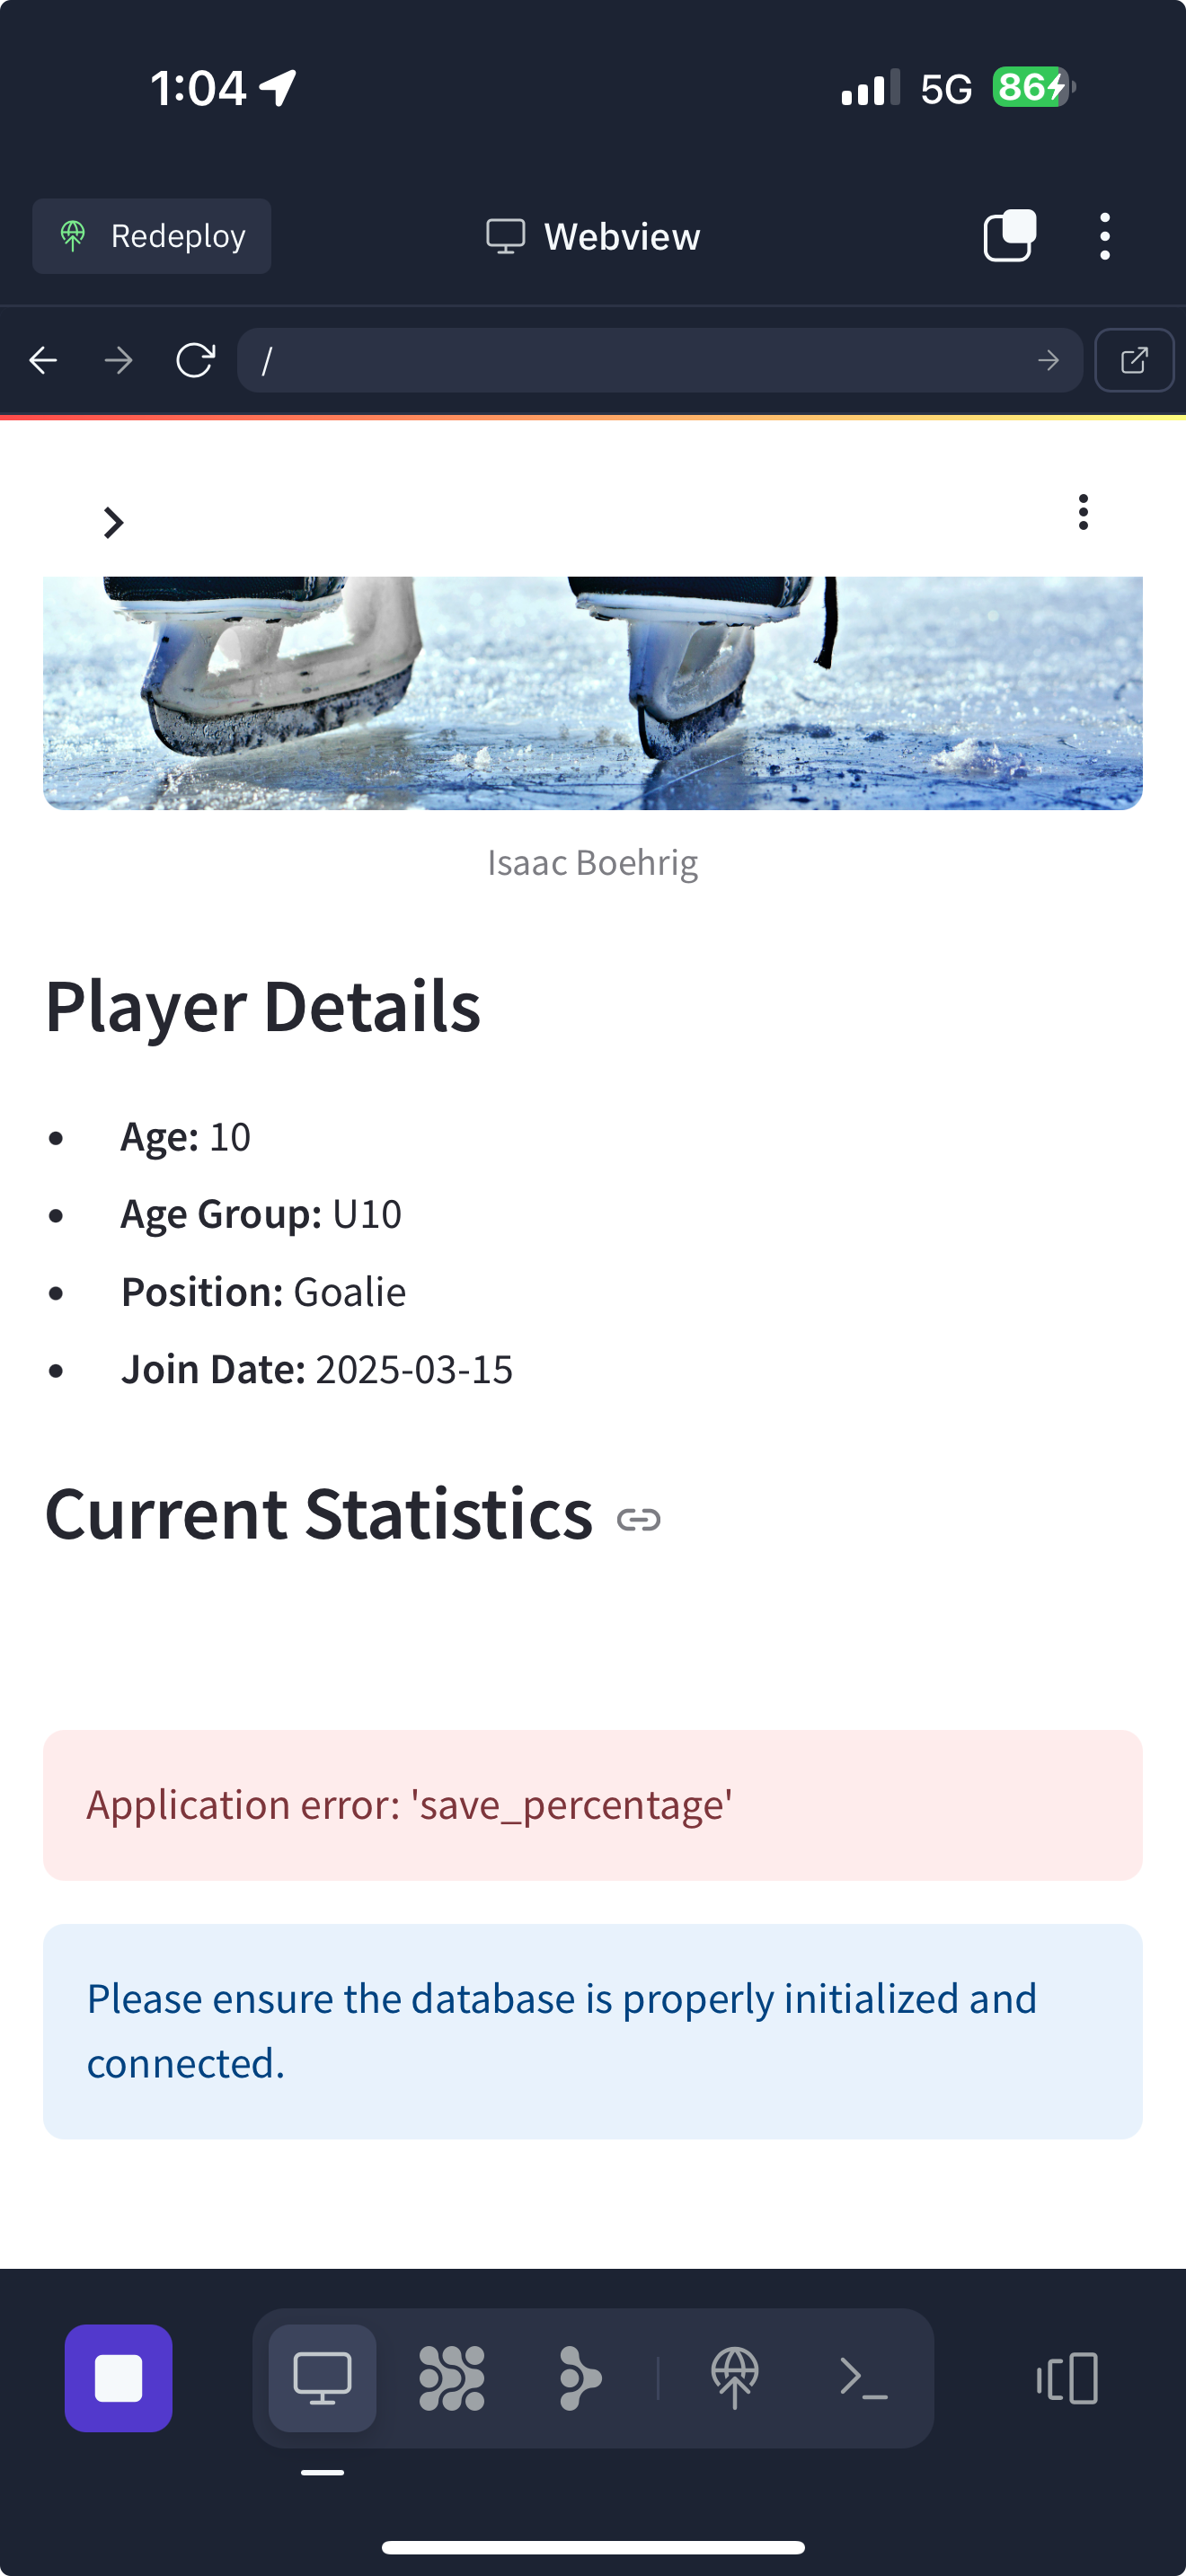 1:04
5G
86
Redeploy
Webview
/
Isaac Boehrig
Player Details
• Age: 10
• Age Group: U10
• Position: Goalie
• Join Date: 2025-03-15
Current Statistics
Application error: 'save_percentage'
Please ensure the database is properly initialized and
connected.